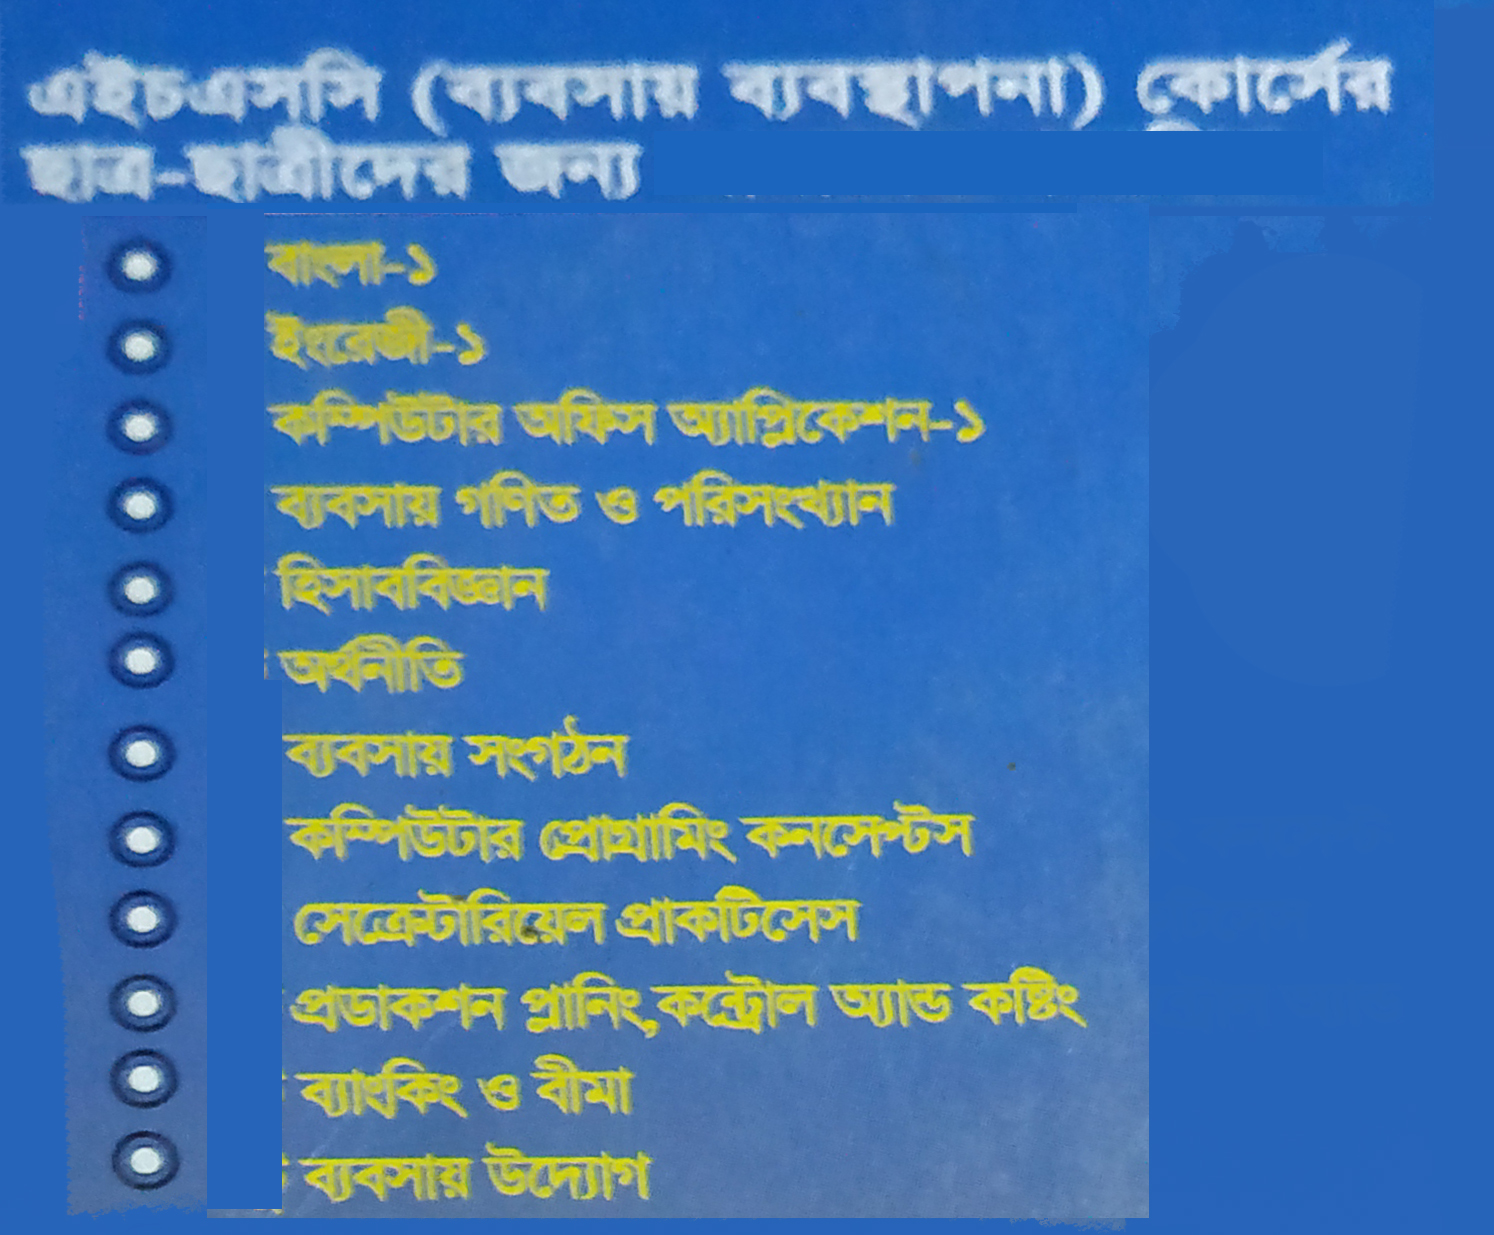 এইচএসসি (ব্যবসায় ব্যবস্থাপনা) কোর্সের
ছাত্র-ছাত্রীদের জন্য
বাংলা-১
ইংরেজী-১
কম্পিউটার অফিস অ্যাপ্লিকেশন-১
ব্যবসায় গণিত ও পরিসংখ্যান
হিসাববিজ্ঞান
অর্থনীতি
ব্যবসায় সংগঠন
কম্পিউটার প্রোগ্রামিং কনসেপ্টস
সেক্রেটারিয়েল প্রাকটিসেস
প্রডাকশন প্লানিং,কন্ট্রোল অ্যান্ড কষ্টিং
ব্যাংকিং ও বীমা
ব্যবসায় উদ্যোগ